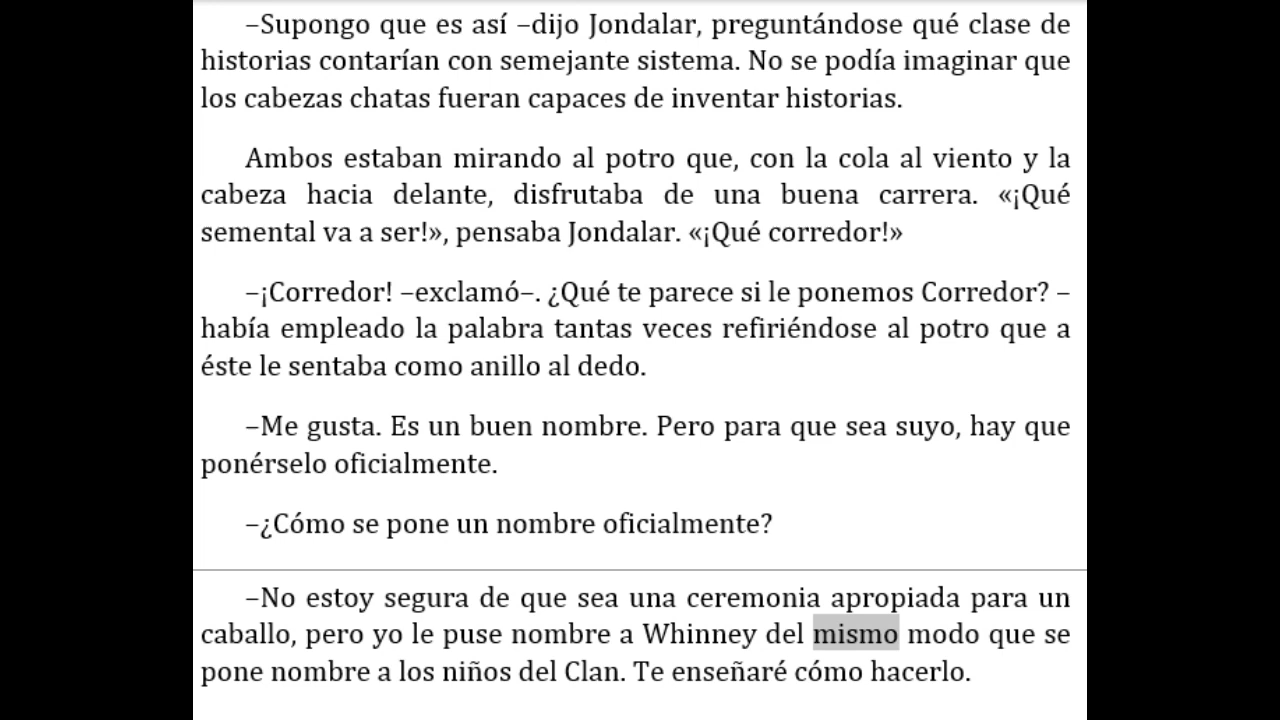 –Supongo que es así –dijo Jondalar, preguntándose qué clase de
historias contarían con semejante sistema. No se podía imaginar que
los cabezas chatas fueran capaces de inventar historias.
Ambos estaban mirando al potro que, con la cola al viento y la
cabeza hacia delante, disfrutaba de una buena carrera. «¡Qué
semental va a ser!», pensaba Jondalar. «¡Qué corredor!»
–¡Corredor! –exclamó–. ¿Qué te parece si le ponemos Corredor? –
había empleado la palabra tantas veces refiriéndose al potro que a
éste le sentaba como anillo al dedo.
–Me gusta. Es un buen nombre. Pero para que sea suyo, hay que
ponérselo oficialmente.
–¿Cómo se pone un nombre oficialmente?
–No estoy segura de que sea una ceremonia apropiada para un
caballo, pero yo le puse nombre a Whinney del mismo modo que se
pone nombre a los niños del Clan. Te enseñaré cómo hacerlo.